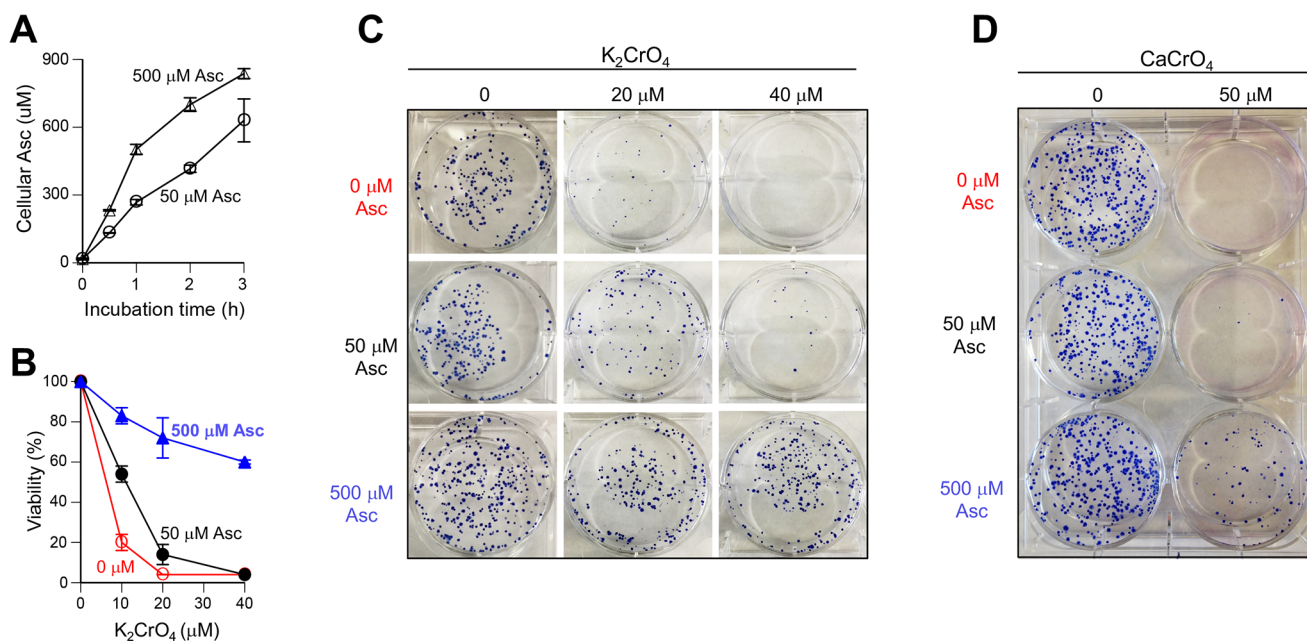 A
900
600
300
0
Cellular Asc (uM)
500 μM Asc
50 μM Asc
0 1 2 3
Incubation time (h)
B
100
80
60
40
20
0
Viability (%)
500 μM Asc
50 μM Asc
0 μM
0 10 20 30 40
K₂CrO₄ (μM)
C
K₂CrO₄
0 20 μM 40 μM
0 μM
Asc
50 μM
Asc
500 μM
Asc
D
CaCrO₄
0 50 μM
0 μM
Asc
50 μM
Asc
500 μM
Asc